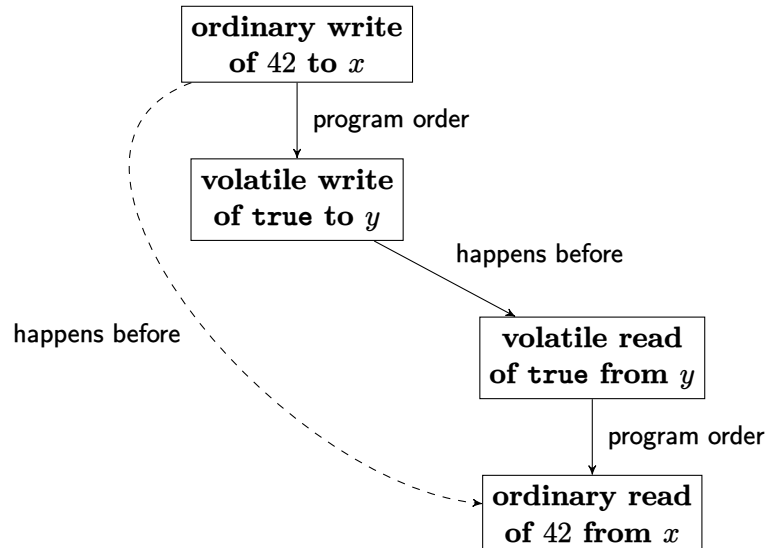 ordinary write
of 42 to x
program order
volatile write
of true to y
happens before
happens before
volatile read
of true from y
program order
ordinary read
of 42 from x